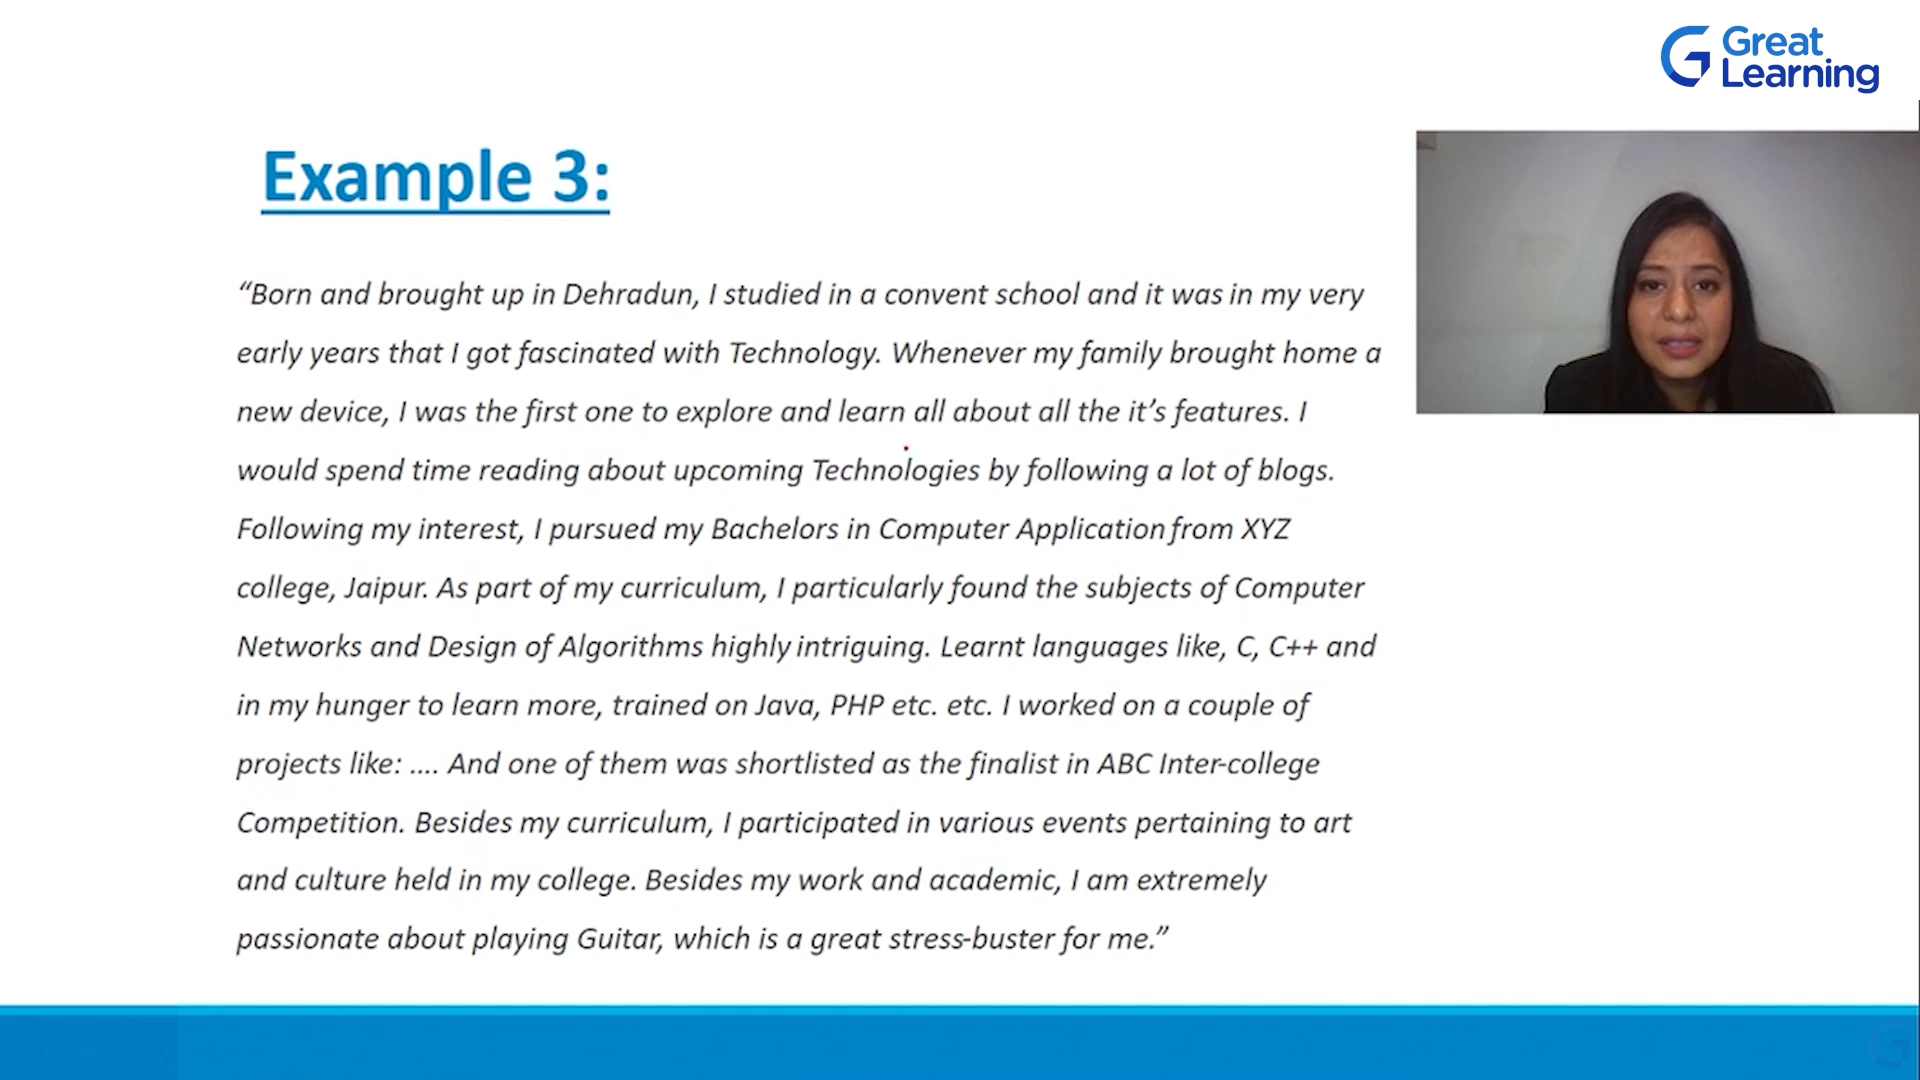 Great
Learning
Example 3:
“Born and brought up in Dehradun, I studied in a convent school and it was in my very
early years that I got fascinated with Technology. Whenever my family brought home a
new device, I was the first one to explore and learn all about all the it’s features. I
would spend time reading about upcoming Technologies by following a lot of blogs.
Following my interest, I pursued my Bachelors in Computer Application from XYZ
college, Jaipur. As part of my curriculum, I particularly found the subjects of Computer
Networks and Design of Algorithms highly intriguing. Learnt languages like, C, C++ and
in my hunger to learn more, trained on Java, PHP etc. etc. I worked on a couple of
projects like: .... And one of them was shortlisted as the finalist in ABC Inter-college
Competition. Besides my curriculum, I participated in various events pertaining to art
and culture held in my college. Besides my work and academic, I am extremely
passionate about playing Guitar, which is a great stress-buster for me.”